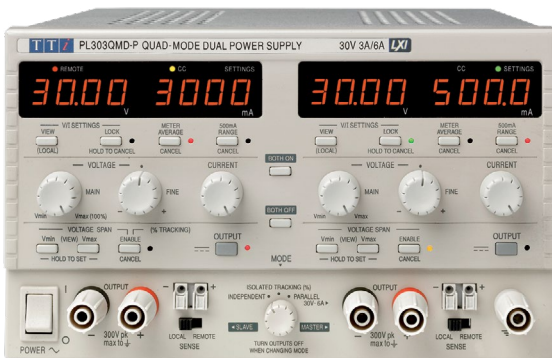 TTi PL303QMD-P QUAD-MODE DUAL POWER SUPPLY 30V 3A/6A LXI
REMOTE CC SETTINGS
30.00 V 3000 mA
CC SETTINGS
30.00 V 500.0 mA
V/I SETTINGS METER 500mA
VIEW LOCK AVERAGE RANGE
(LOCAL) HOLD TO CANCEL CANCEL CANCEL
V/I SETTINGS METER 500mA
VIEW LOCK AVERAGE RANGE
(LOCAL) HOLD TO CANCEL CANCEL CANCEL
VOLTAGE CURRENT
MAIN FINE
Vmin Vmax (100%) - +
BOTH ON
BOTH OFF
MODE
VOLTAGE CURRENT
MAIN FINE
Vmin Vmax - +
VOLTAGE SPAN (% TRACKING)
Vmin (VIEW) Vmax ENABLE OUTPUT
HOLD TO SET CANCEL
VOLTAGE SPAN
Vmin (VIEW) Vmax ENABLE OUTPUT
HOLD TO SET CANCEL
I
O
POWER
OUTPUT
- +
300V pk
max to
- +
LOCAL REMOTE
SENSE
ISOLATED TRACKING (%)
INDEPENDENT PARALLEL
30V- 6A
SLAVE MASTER
TURN OUTPUTS OFF
WHEN CHANGING MODE
OUTPUT
- +
300V pk
max to
- +
LOCAL REMOTE
SENSE